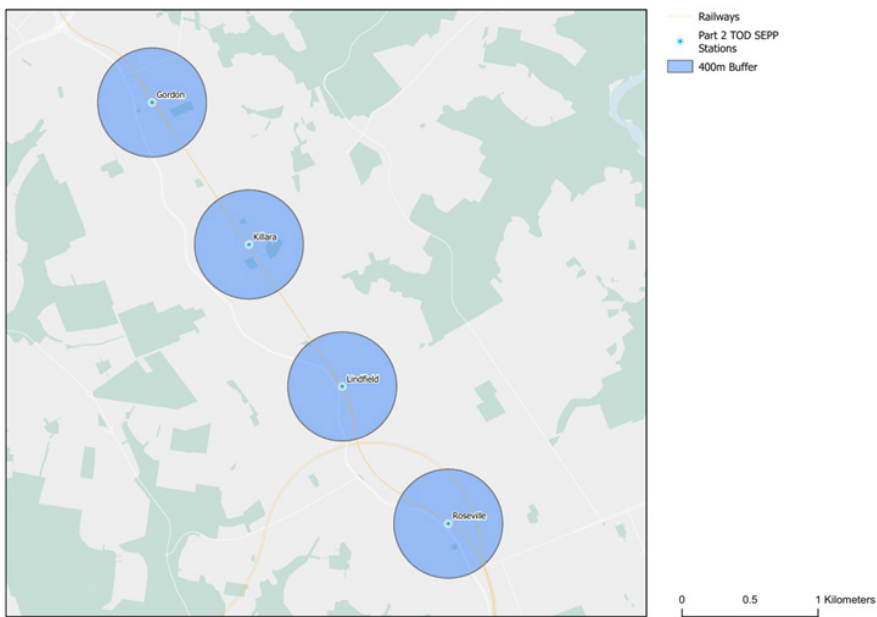 Railways
Part 2 TOD SEPP
Stations
400m Buffer
Gordon
Killara
Lindfield
Roseville
0 0.5 1 Kilometers